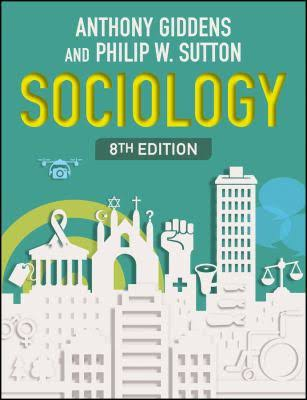 ANTHONY GIDDENS
AND PHILIP W. SUTTON
SOCIOLOGY
8TH EDITION